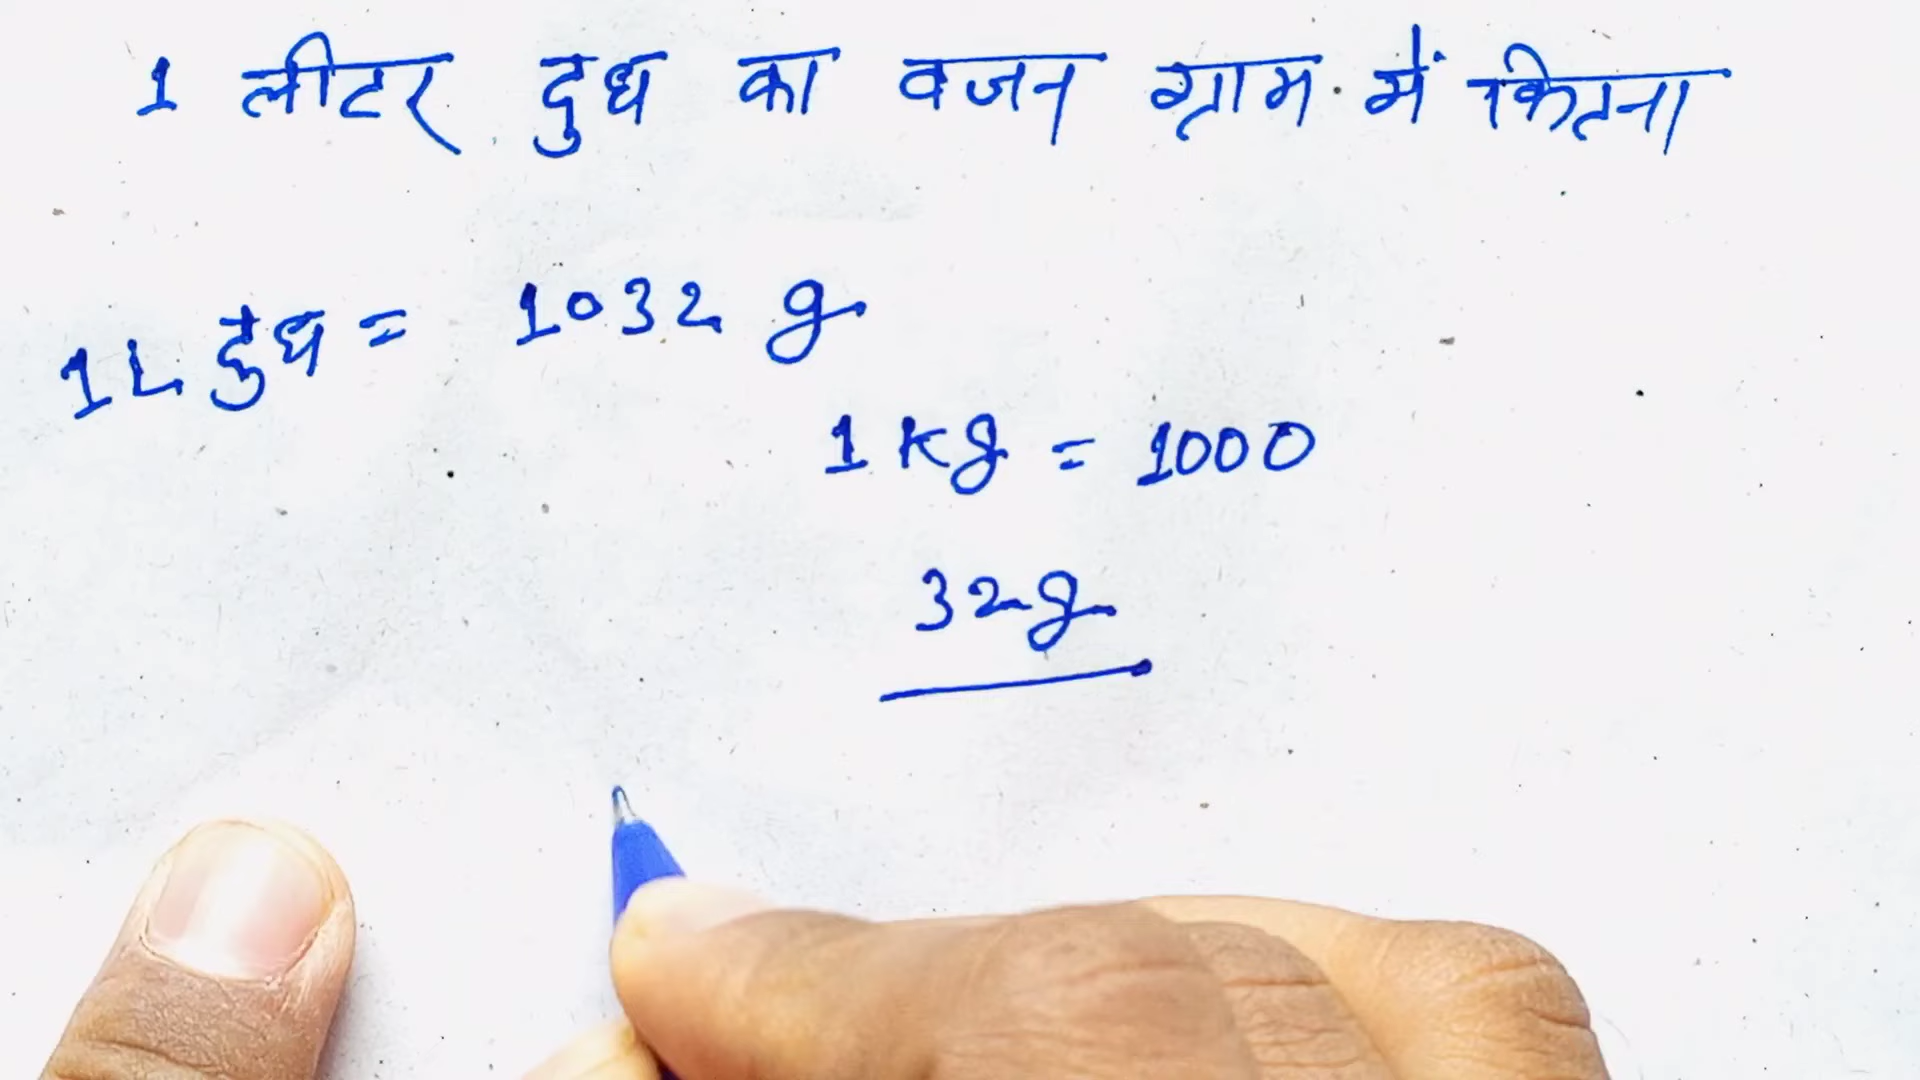 1 लीटर दुध का वजन ग्राम में कितना
1L दुध = 1032 g
1 kg = 1000
32g